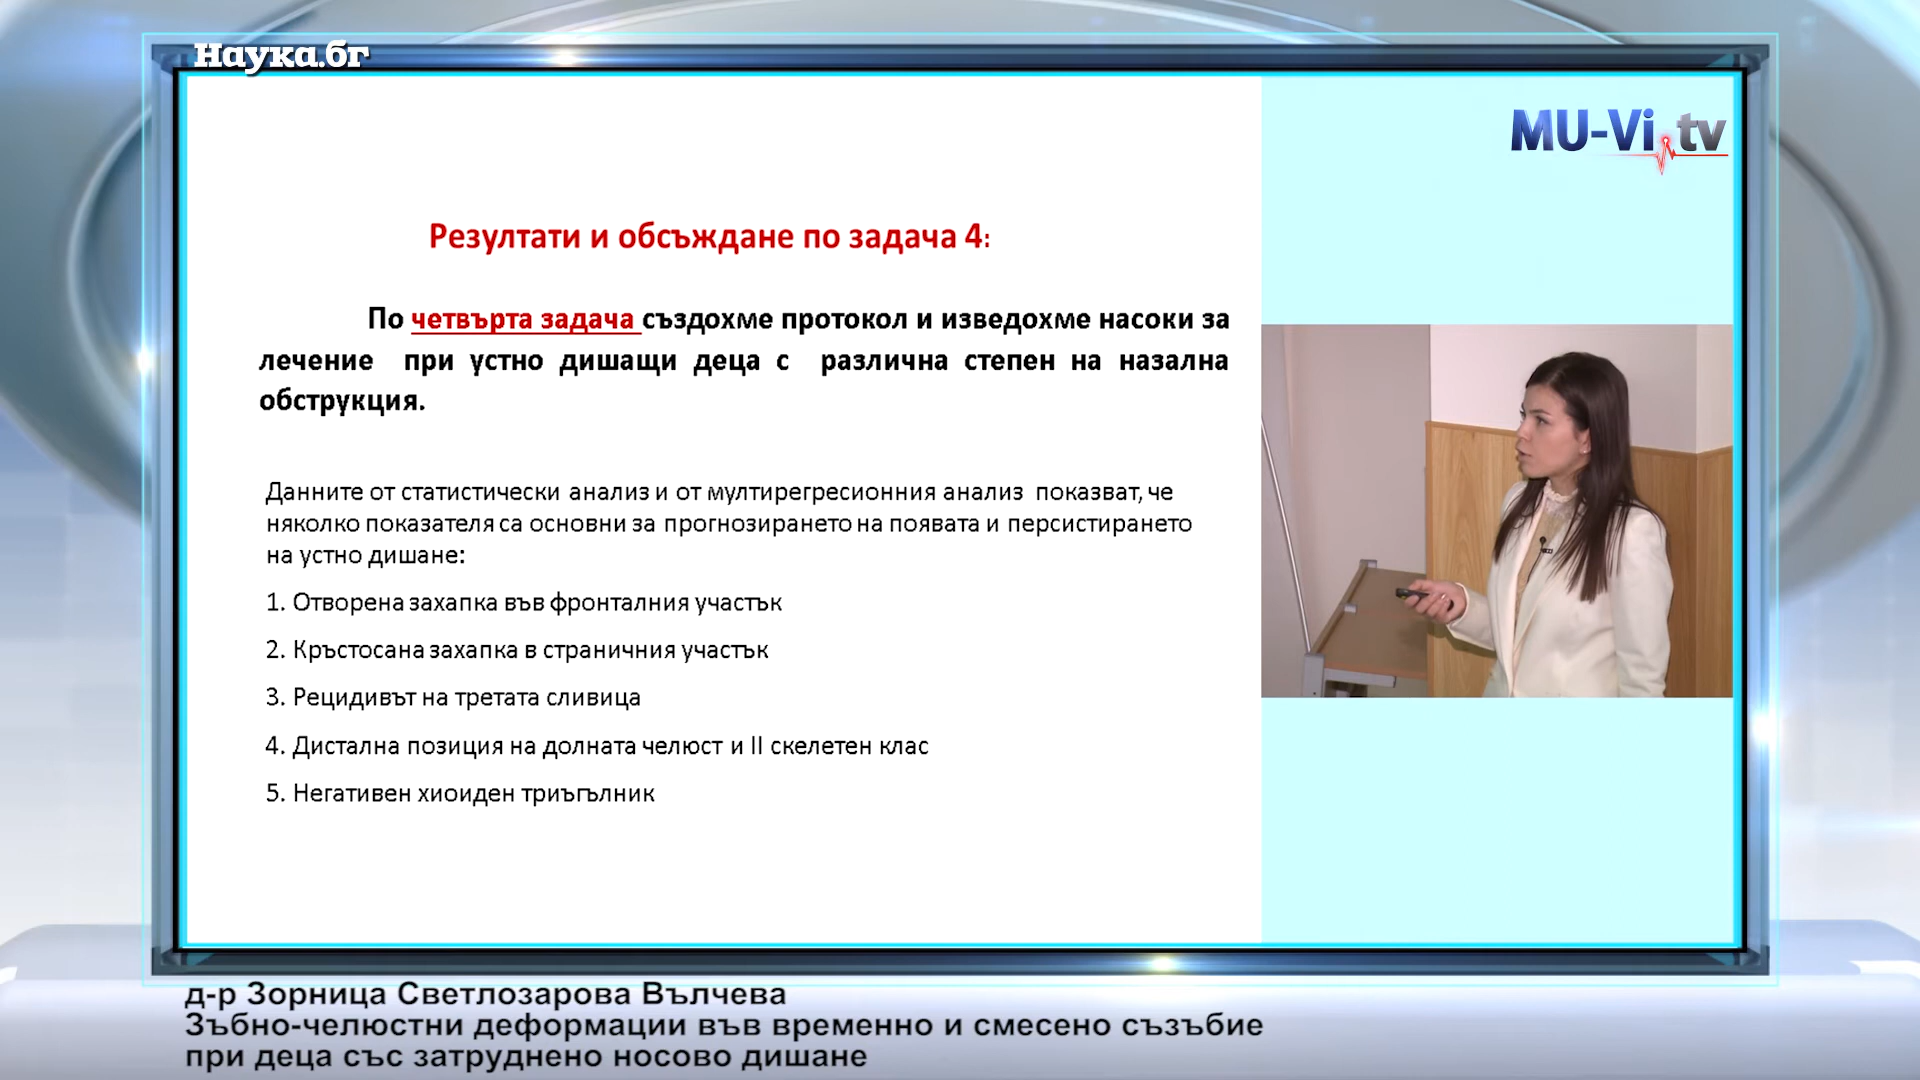 Наука.бг
MU-Vi.tv
Резултати и обсъждане по задача 4:
По четвърта задача създохме протокол и изведохме насоки за
лечение при устно дишащи деца с различна степен на назална
обструкция.
Данните от статистически анализ и от мултирегресионния анализ показват, че
няколко показателя са основни за прогнозирането на появата и персистирането
на устно дишане:
1. Отворена захапка във фронталния участък
2. Кръстосана захапка в страничния участък
3. Рецидивът на третата сливица
4. Дистална позиция на долната челюст и II скелетен клас
5. Негативен хиоиден триъгълник
д-р Зорница Светлозарова Вълчева
Зъбно-челюстни деформации във временно и смесено съзъбие
при деца със затруднено носово дишане